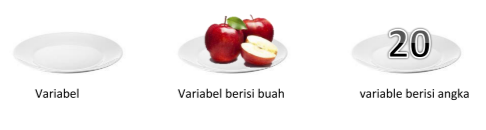 20
Variabel
Variabel berisi buah
variable berisi angka